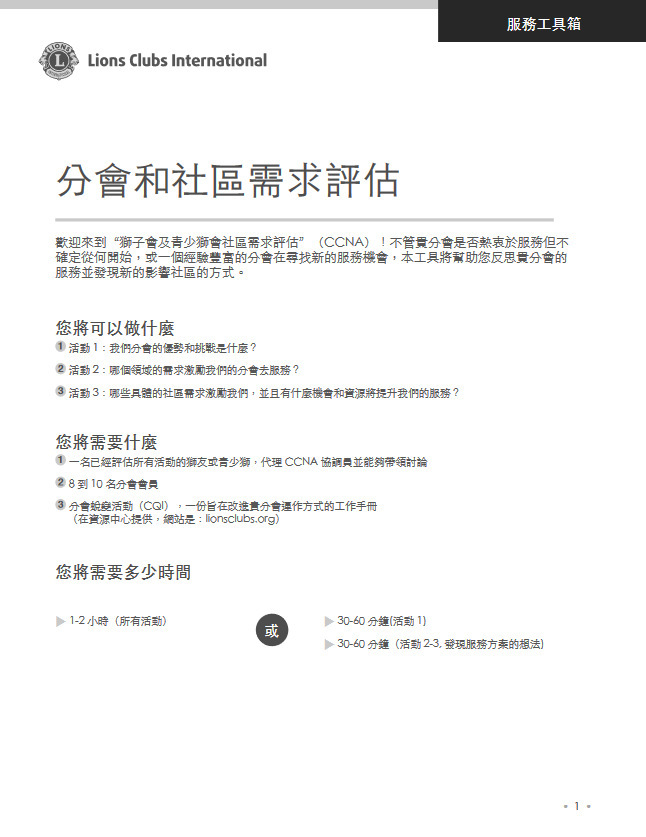 服務工具箱
LIONS
L
INTERNATIONAL
Lions Clubs International
分會和社區需求評估
歡迎來到“獅子會及青少獅會社區需求評估”（CCNA）！不管貴分會是否熱衷於服務但不
確定從何開始，或一個經驗豐富的分會在尋找新的服務機會，本工具將幫助您反思貴分會的
服務並發現新的影響社區的方式。
您將可以做什麼
1 活動 1：我們分會的優勢和挑戰是什麼？
2 活動 2：哪個領域的需求激勵我們的分會去服務？
3 活動 3：哪些具體的社區需求激勵我們，並且有什麼機會和資源將提升我們的服務？
您將需要什麼
1 一名已經評估所有活動的獅友或青少獅，代理 CCNA 協調員並能夠帶領討論
2 8 到 10 名分會會員
3 分會蛻變活動（CQI），一份旨在改進貴分會運作方式的工作手冊
（在資源中心提供，網站是：lionsclubs.org）
您將需要多少時間
1-2 小時（所有活動）
或
30-60 分鐘(活動 1)
30-60 分鐘（活動 2-3, 發現服務方案的想法)
1